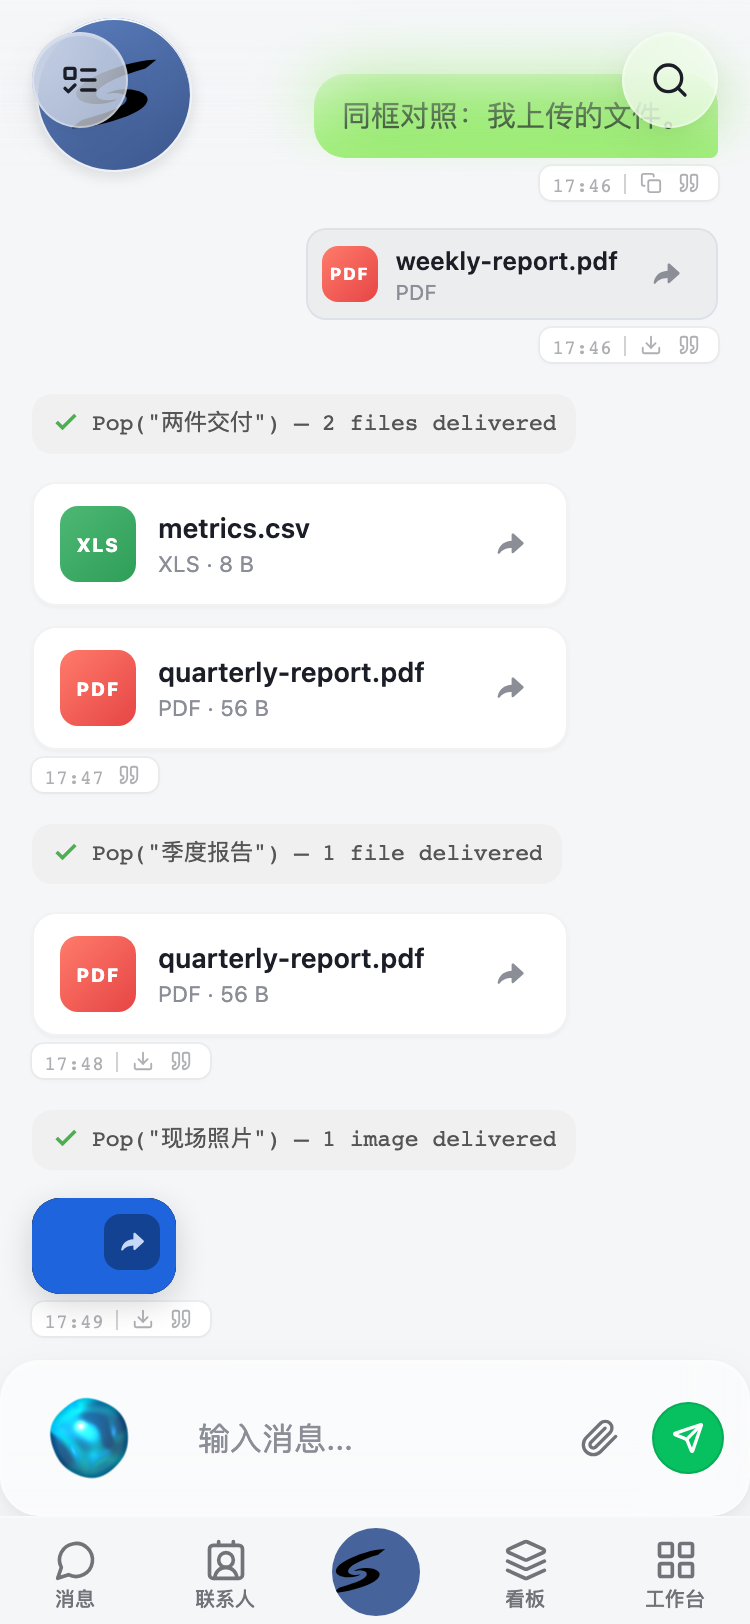 同框对照：我上传的文件。
17:46
PDF
weekly-report.pdf
PDF
17:46
Pop("两件交付") — 2 files delivered
XLS
metrics.csv
XLS · 8 B
PDF
quarterly-report.pdf
PDF · 56 B
17:47
Pop("季度报告") — 1 file delivered
PDF
quarterly-report.pdf
PDF · 56 B
17:48
Pop("现场照片") — 1 image delivered
17:49
输入消息...
消息
联系人
看板
工作台